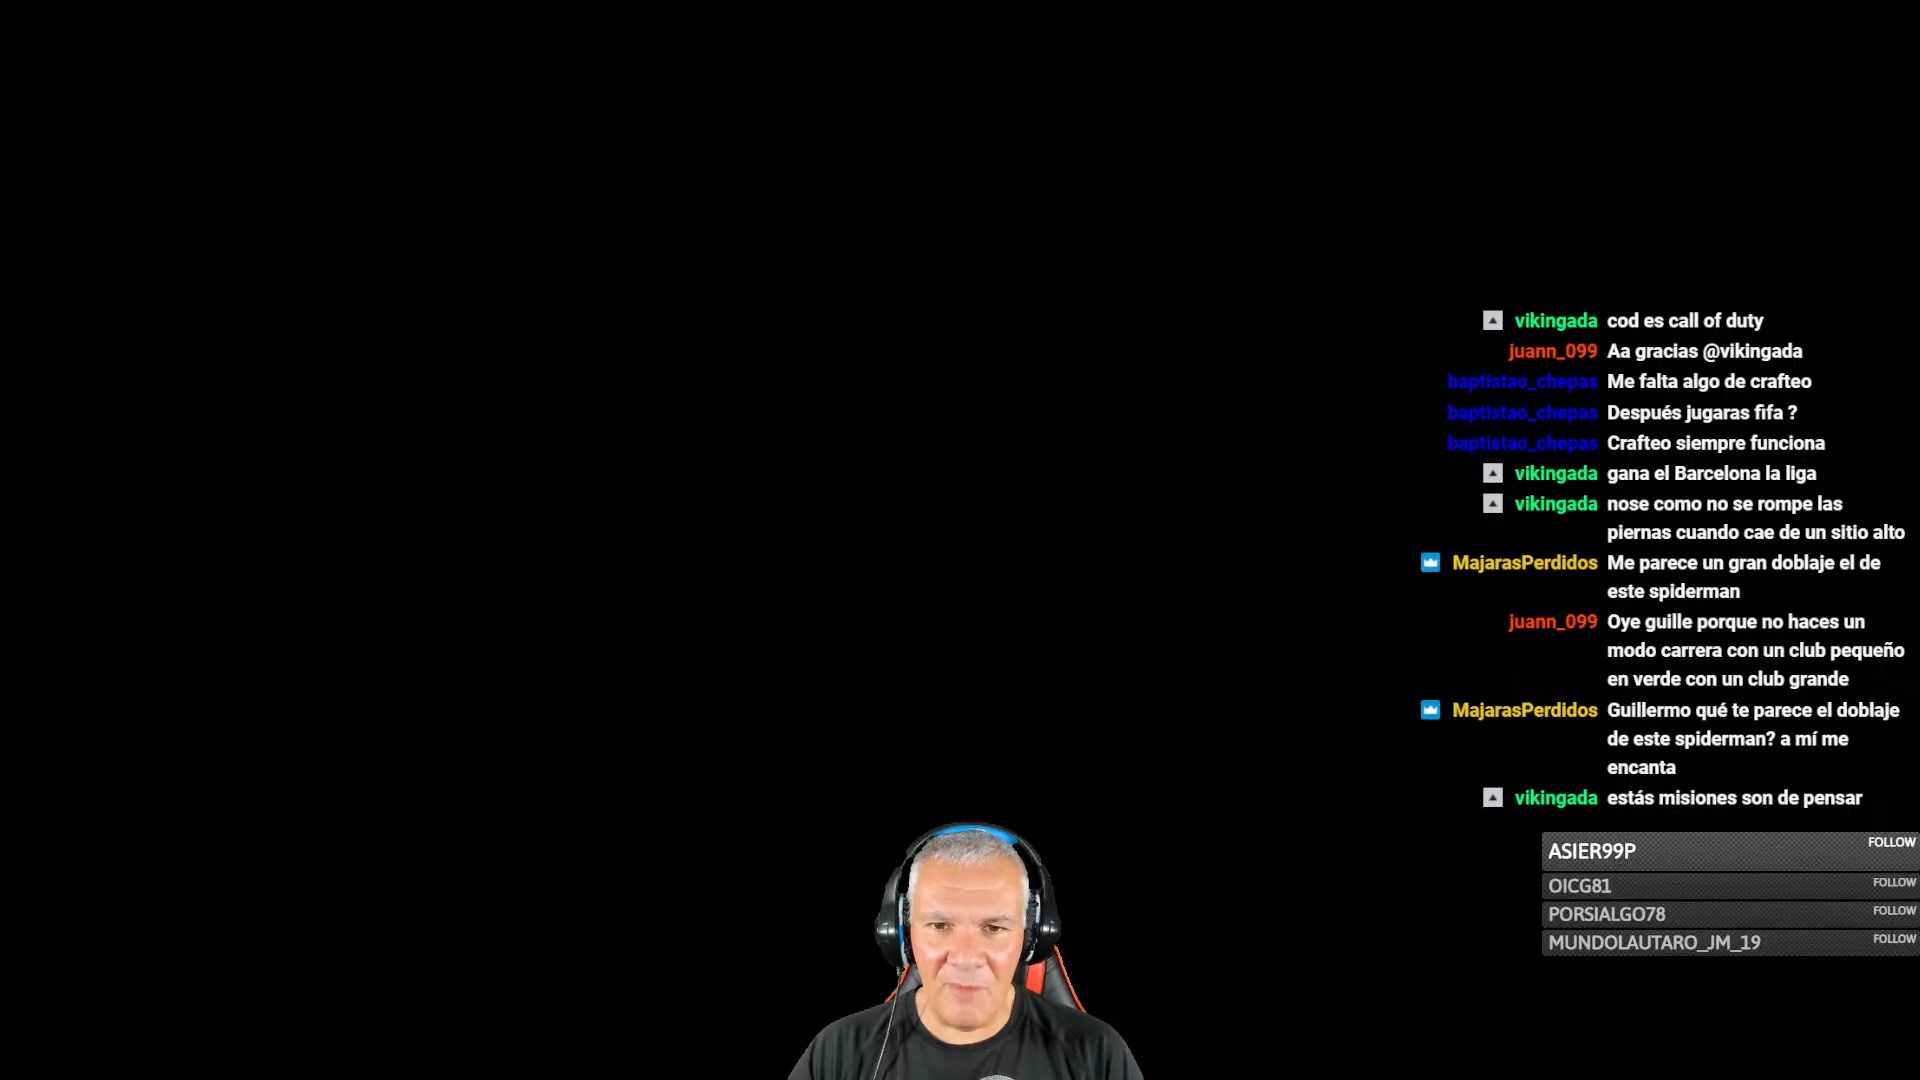 vikingada cod es call of duty
juann_099 Aa gracias @vikingada
baptistao_chepas Me falta algo de crafteo
baptistao_chepas Después jugaras fifa ?
baptistao_chepas Crafteo siempre funciona
vikingada gana el Barcelona la liga
vikingada nose como no se rompe las
piernas cuando cae de un sitio alto
MajarasPerdidos Me parece un gran doblaje el de
este spiderman
juann_099 Oye guille porque no haces un
modo carrera con un club pequeño
en verde con un club grande
MajarasPerdidos Guillermo qué te parece el doblaje
de este spiderman? a mí me
encanta
vikingada estás misiones son de pensar
ASIER99P FOLLOW
OICG81 FOLLOW
PORSIALGO78 FOLLOW
MUNDOLAUTARO_JM_19 FOLLOW